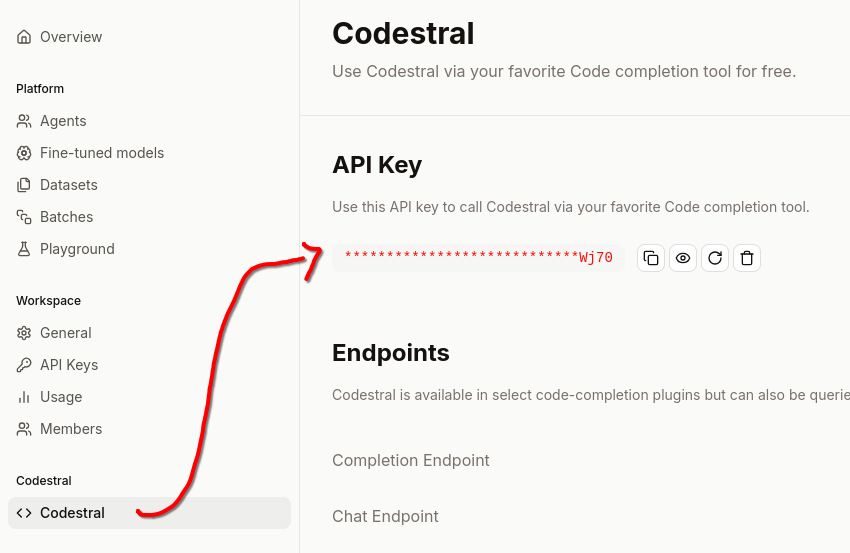 Overview
Platform
Agents
Fine-tuned models
Datasets
Batches
Playground
Workspace
General
API Keys
Usage
Members
Codestral
Codestral
Codestral
Use Codestral via your favorite Code completion tool for free.
API Key
Use this API key to call Codestral via your favorite Code completion tool.
****************************Wj70
Endpoints
Codestral is available in select code-completion plugins but can also be querie
Completion Endpoint
Chat Endpoint